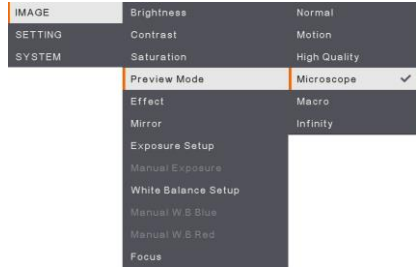 IMAGE
SETTING
SYSTEM
Brightness
Contrast
Saturation
Preview Mode
Effect
Mirror
Exposure Setup
Manual Exposure
White Balance Setup
Manual W.B Blue
Manual W.B Red
Focus
Normal
Motion
High Quality
Microscope
Macro
Infinity